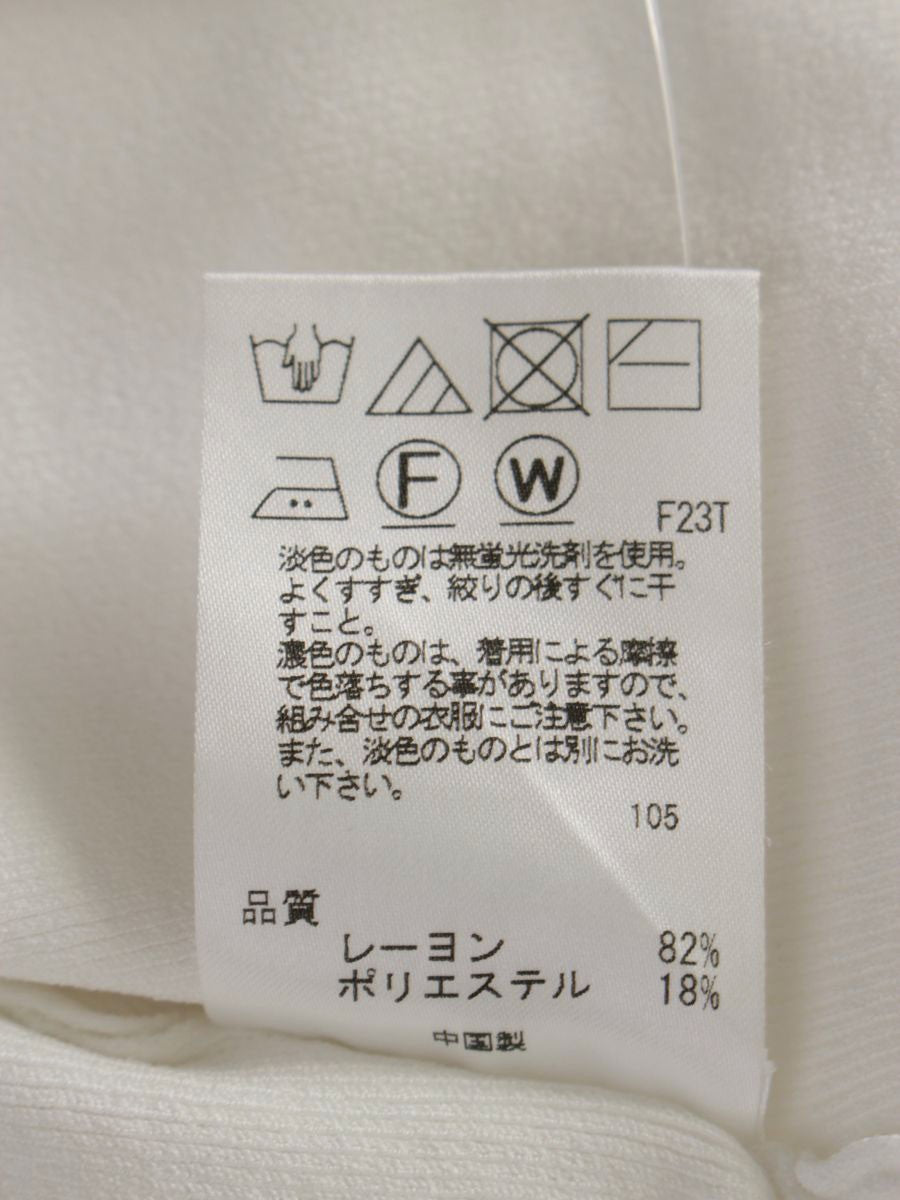 F W
F23T
淡色のものは無蛍光洗剤を使用。
よくすすぎ、絞りの後すぐに干
すこと。
濃色のものは、着用による摩擦
で色落ちする事がありますので、
組み合せの衣服にご注意下さい。
また、淡色のものとは別にお洗
い下さい。
105
品質
レーヨン 82%
ポリエステル 18%
中国製